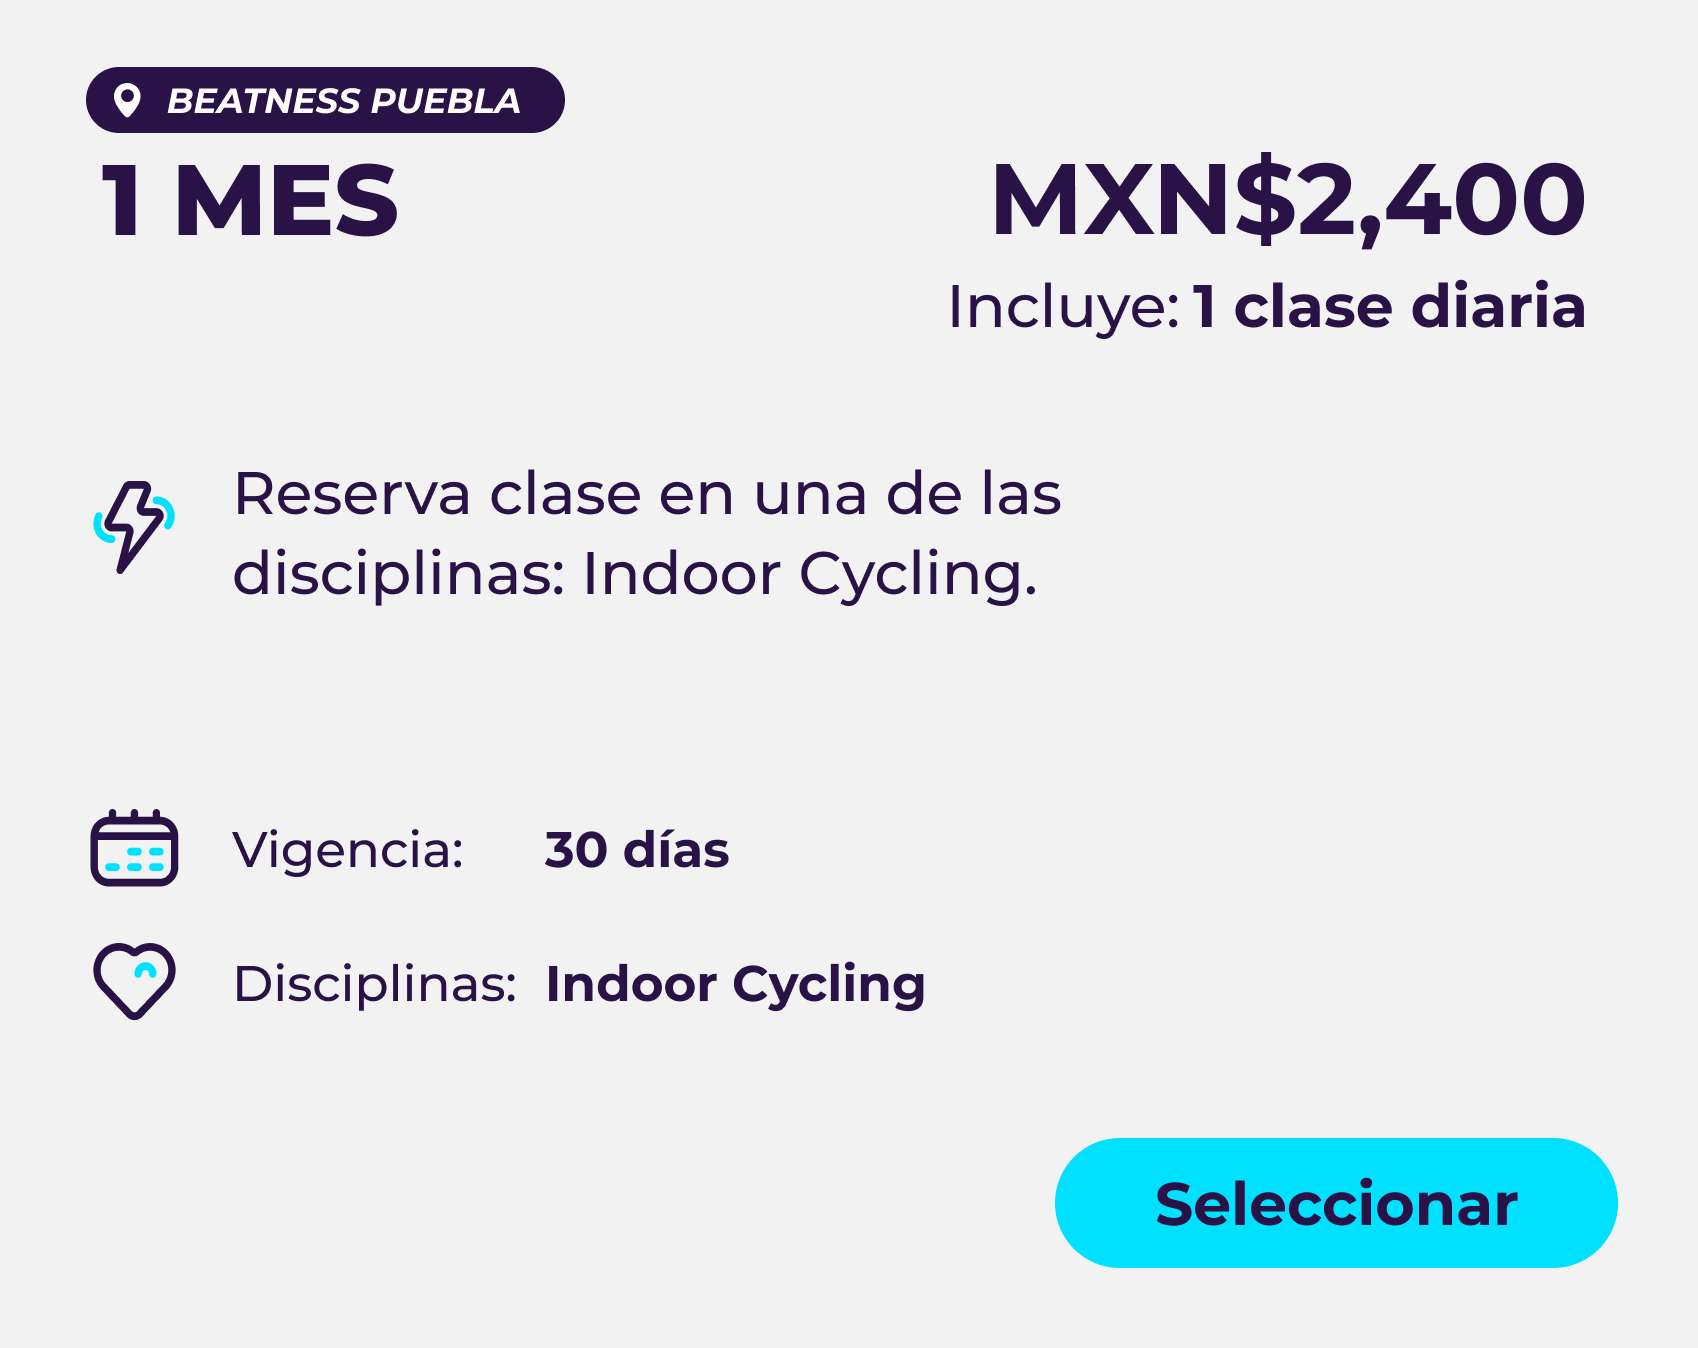 BEATNESS PUEBLA
1 MES
MXN$2,400
Incluye: 1 clase diaria
Reserva clase en una de las
disciplinas: Indoor Cycling.
Vigencia: 30 días
Disciplinas: Indoor Cycling
Seleccionar